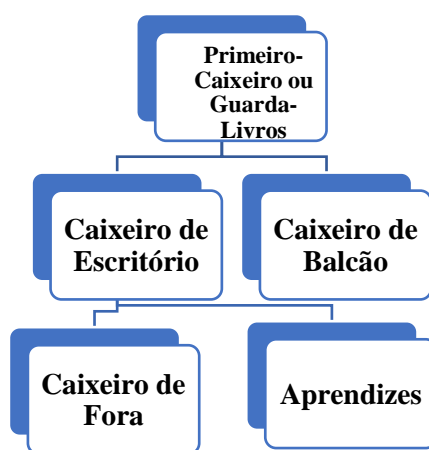 Primeiro-
Caixeiro ou
Guarda-
Livros
Caixeiro de
Escritório
Caixeiro de
Balcão
Caixeiro de
Fora
Aprendizes